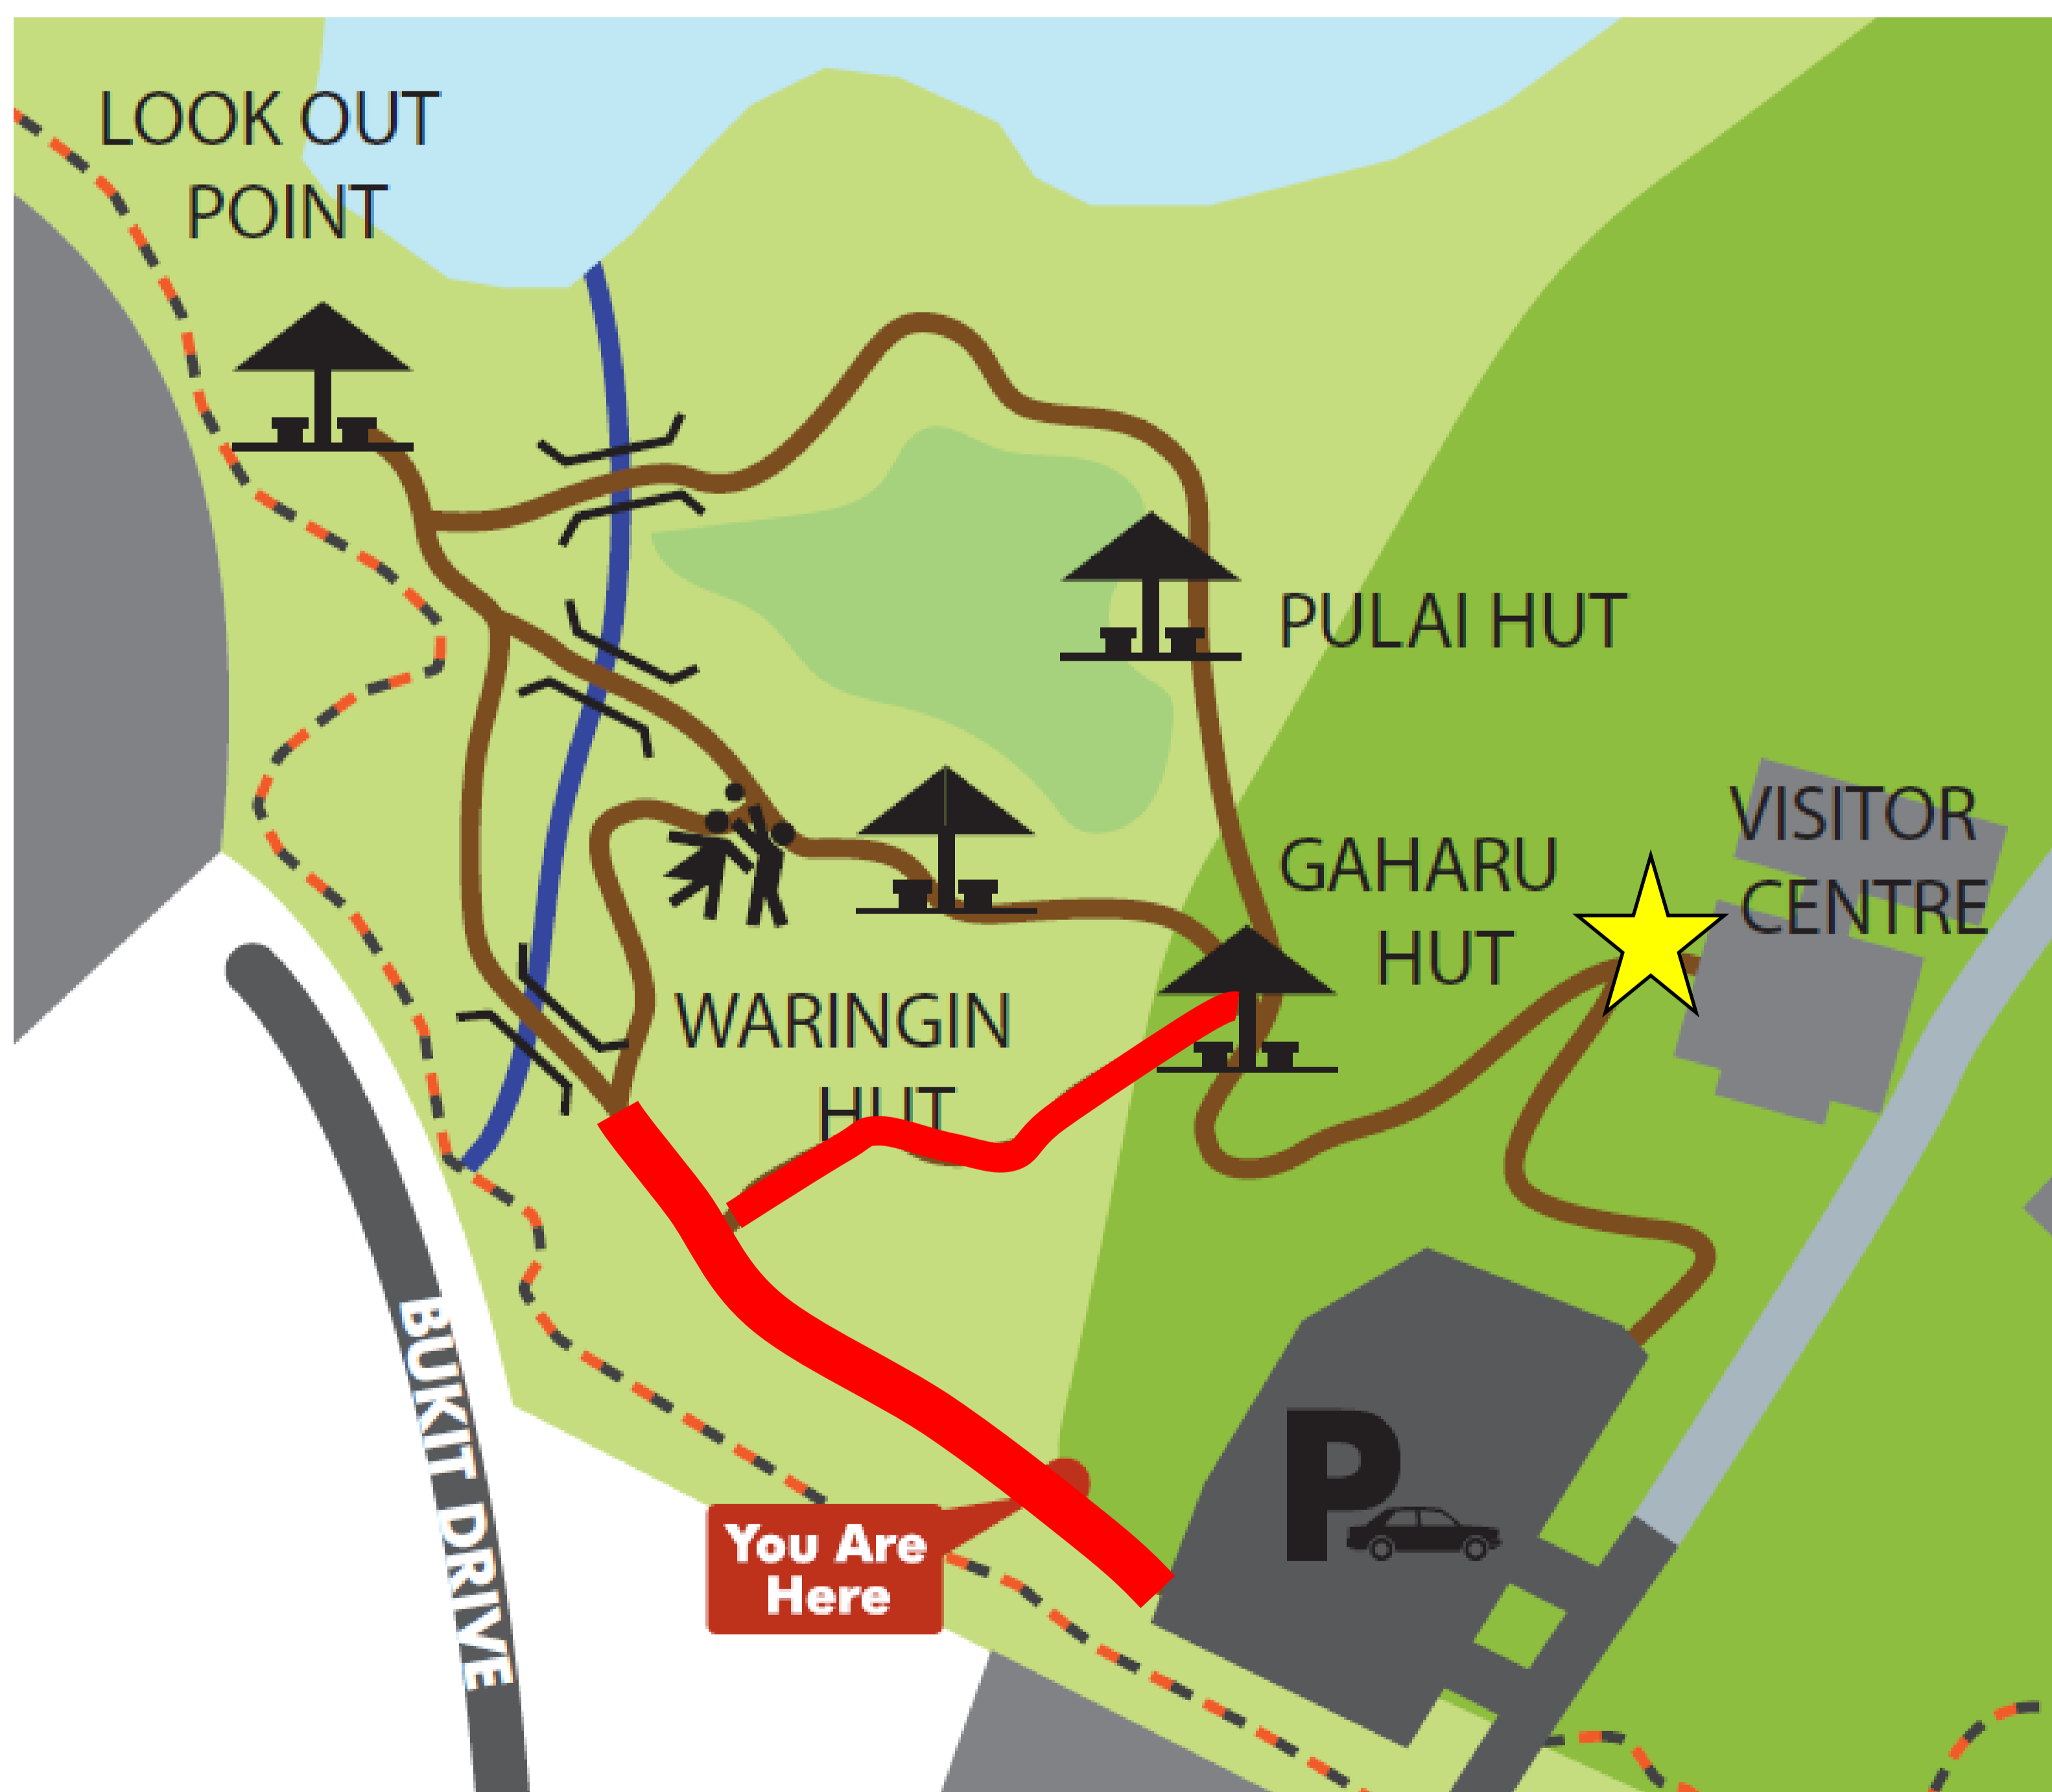 LOOK OUT
POINT
PULAI HUT
VISITOR
CENTRE
GAHARU
HUT
WARINGIN
HUT
BUKIT DRIVE
You Are
Here
P